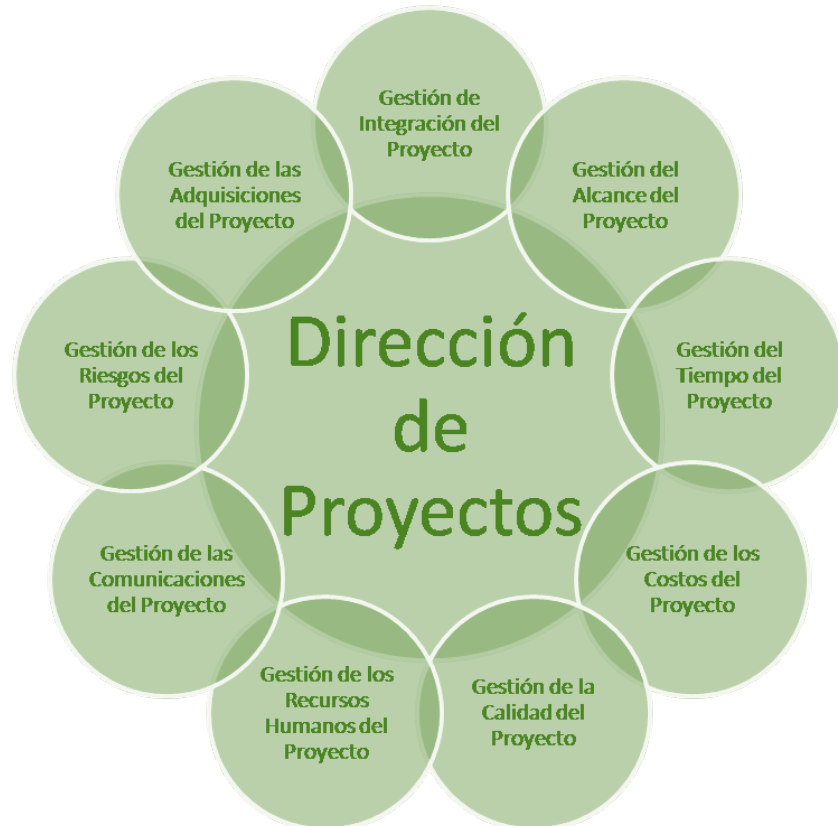 Gestión de
Integración del
Proyecto
Gestión del
Alcance del
Proyecto
Gestión del
Tiempo del
Proyecto
Gestión de los
Costos del
Proyecto
Gestión de la
Calidad del
Proyecto
Gestión de los
Recursos
Humanos del
Proyecto
Gestión de las
Comunicaciones
del Proyecto
Gestión de los
Riesgos del
Proyecto
Gestión de las
Adquisiciones
del Proyecto
Dirección
de
Proyectos